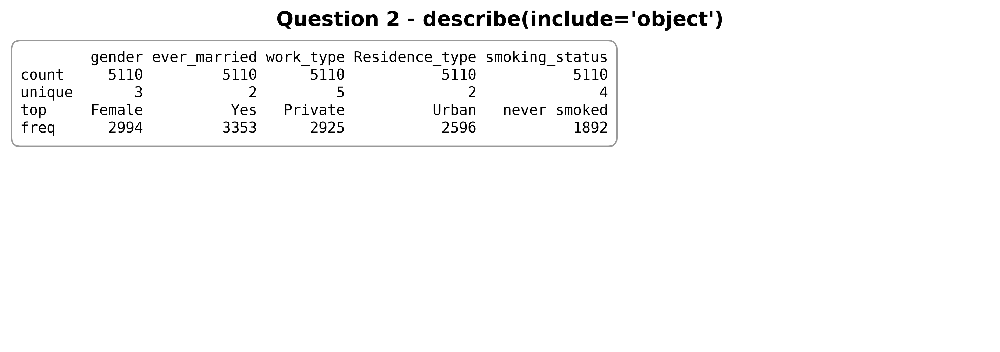 Question 2 - describe(include='object')
gender ever_married work_type Residence_type smoking_status
count 5110 5110 5110 5110 5110
unique 3 2 5 2 4
top Female Yes Private Urban never smoked
freq 2994 3353 2925 2596 1892